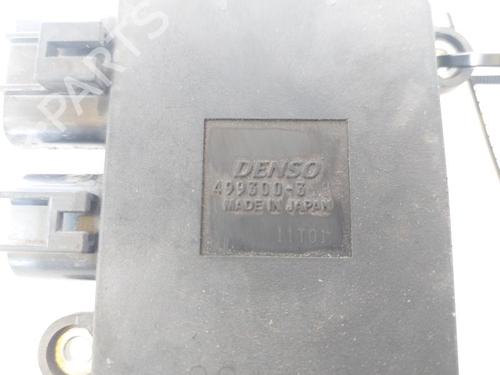 PARTS
DENSO
499300-3
MADE IN JAPAN
11T01